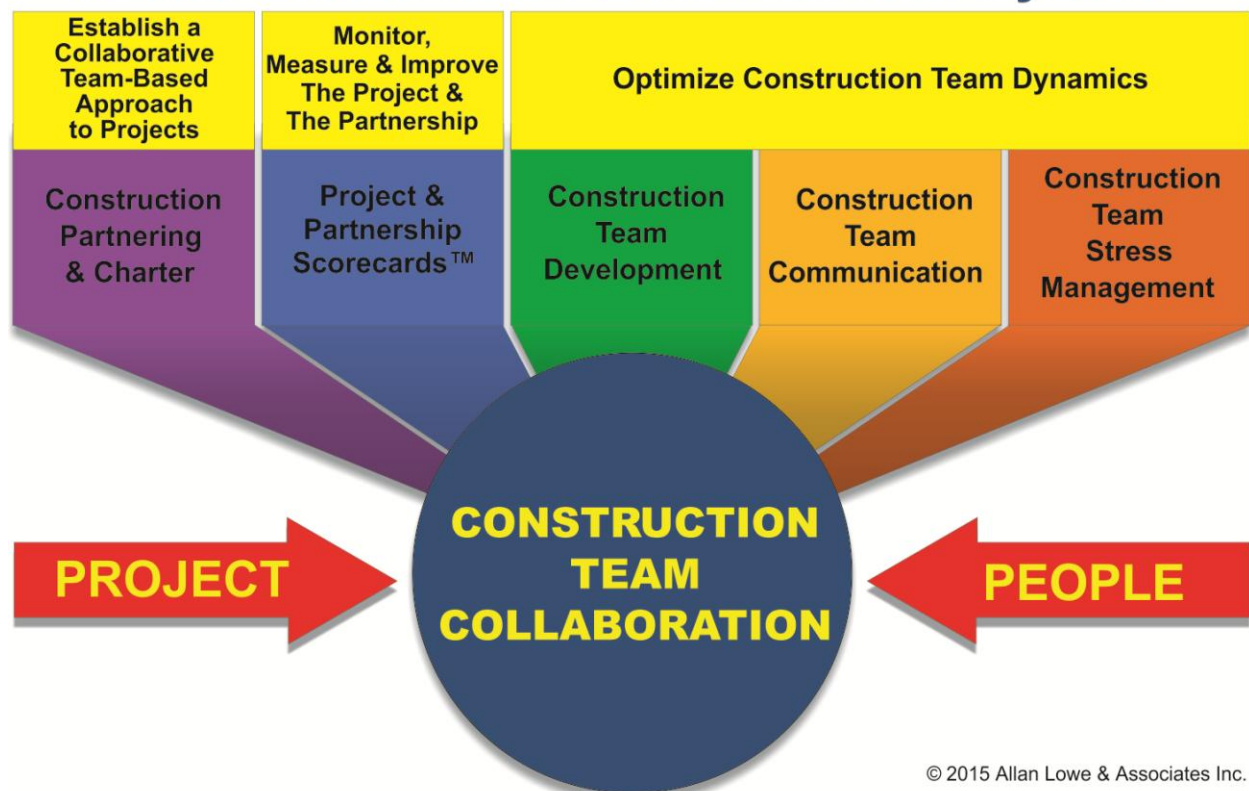 Establish a
Collaborative
Team-Based
Approach
to Projects
Monitor,
Measure & Improve
The Project &
The Partnership
Optimize Construction Team Dynamics
Construction
Partnering
& Charter
Project &
Partnership
Scorecards™
Construction
Team
Development
Construction
Team
Communication
Construction
Team
Stress
Management
PROJECT
CONSTRUCTION
TEAM
COLLABORATION
PEOPLE
© 2015 Allan Lowe & Associates Inc.